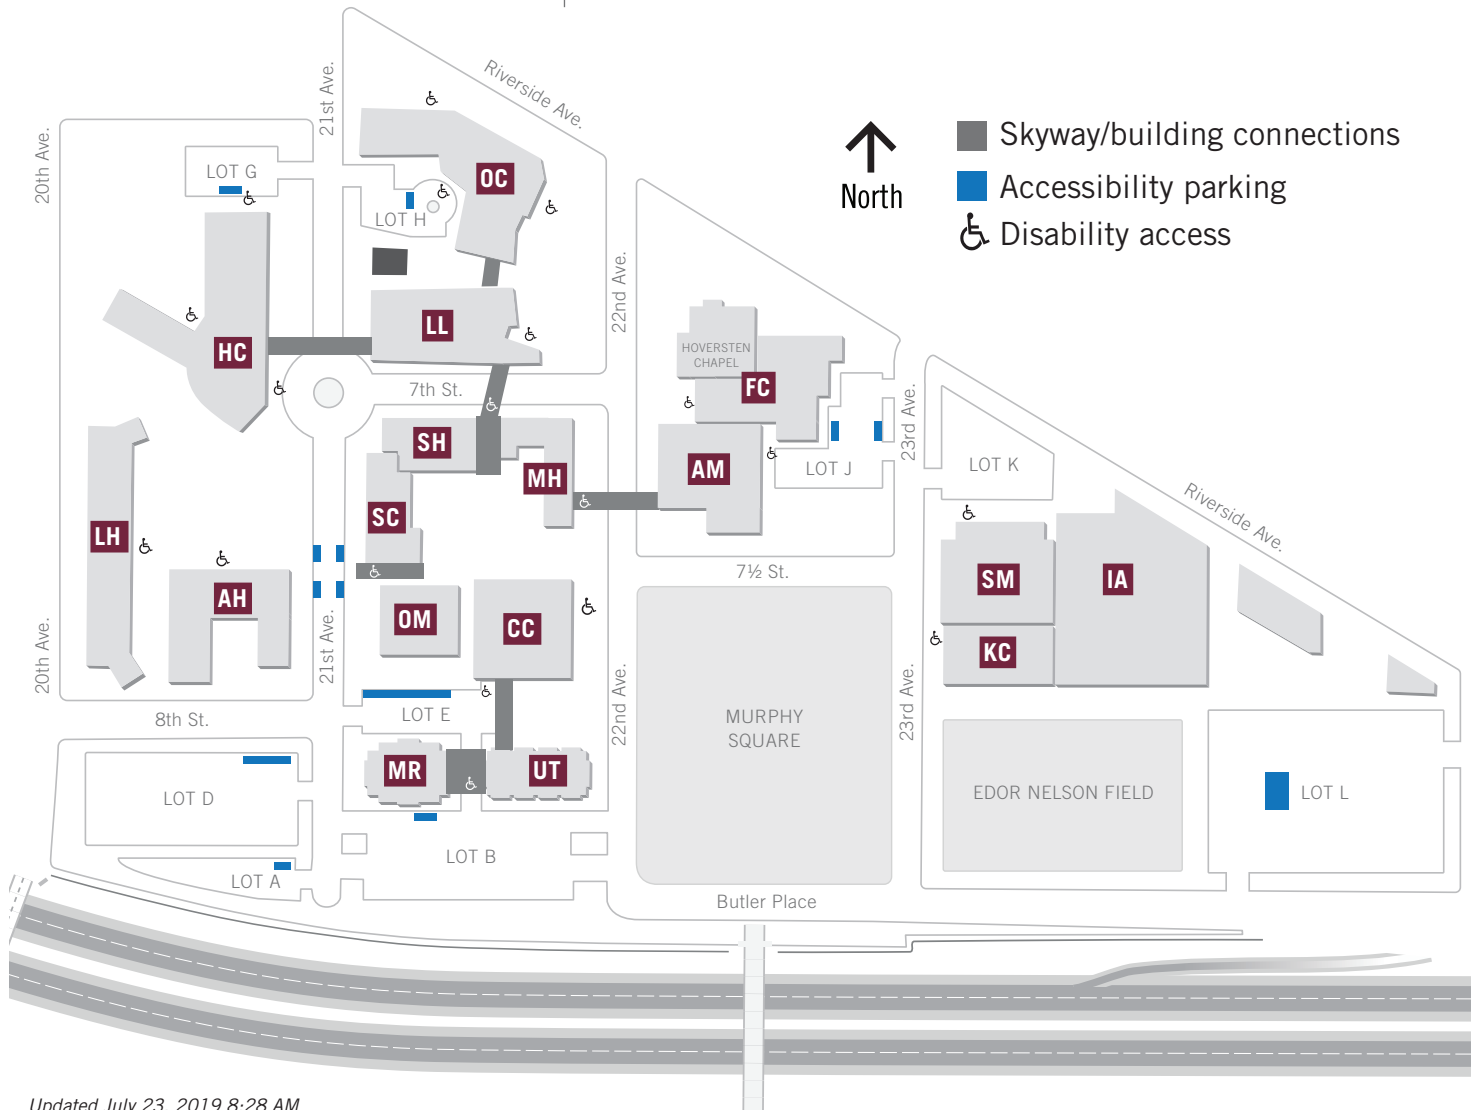 Riverside Ave.
21st Ave.
20th Ave.
LOT G
OC
LOT H
North
Skyway/building connections
Accessibility parking
Disability access
22nd Ave.
LL
HC
HOVERSTEN
CHAPEL
FC
7th St.
23rd Ave.
SH
MH
AM
LOT J
LOT K
Riverside Ave.
SC
LH
AH
7½ St.
SM
IA
OM
CC
KC
20th Ave.
21st Ave.
22nd Ave.
23rd Ave.
8th St.
LOT E
MURPHY
SQUARE
MR
UT
LOT D
EDOR NELSON FIELD
LOT L
LOT B
LOT A
Butler Place
Updated July 23, 2019 8:28 AM